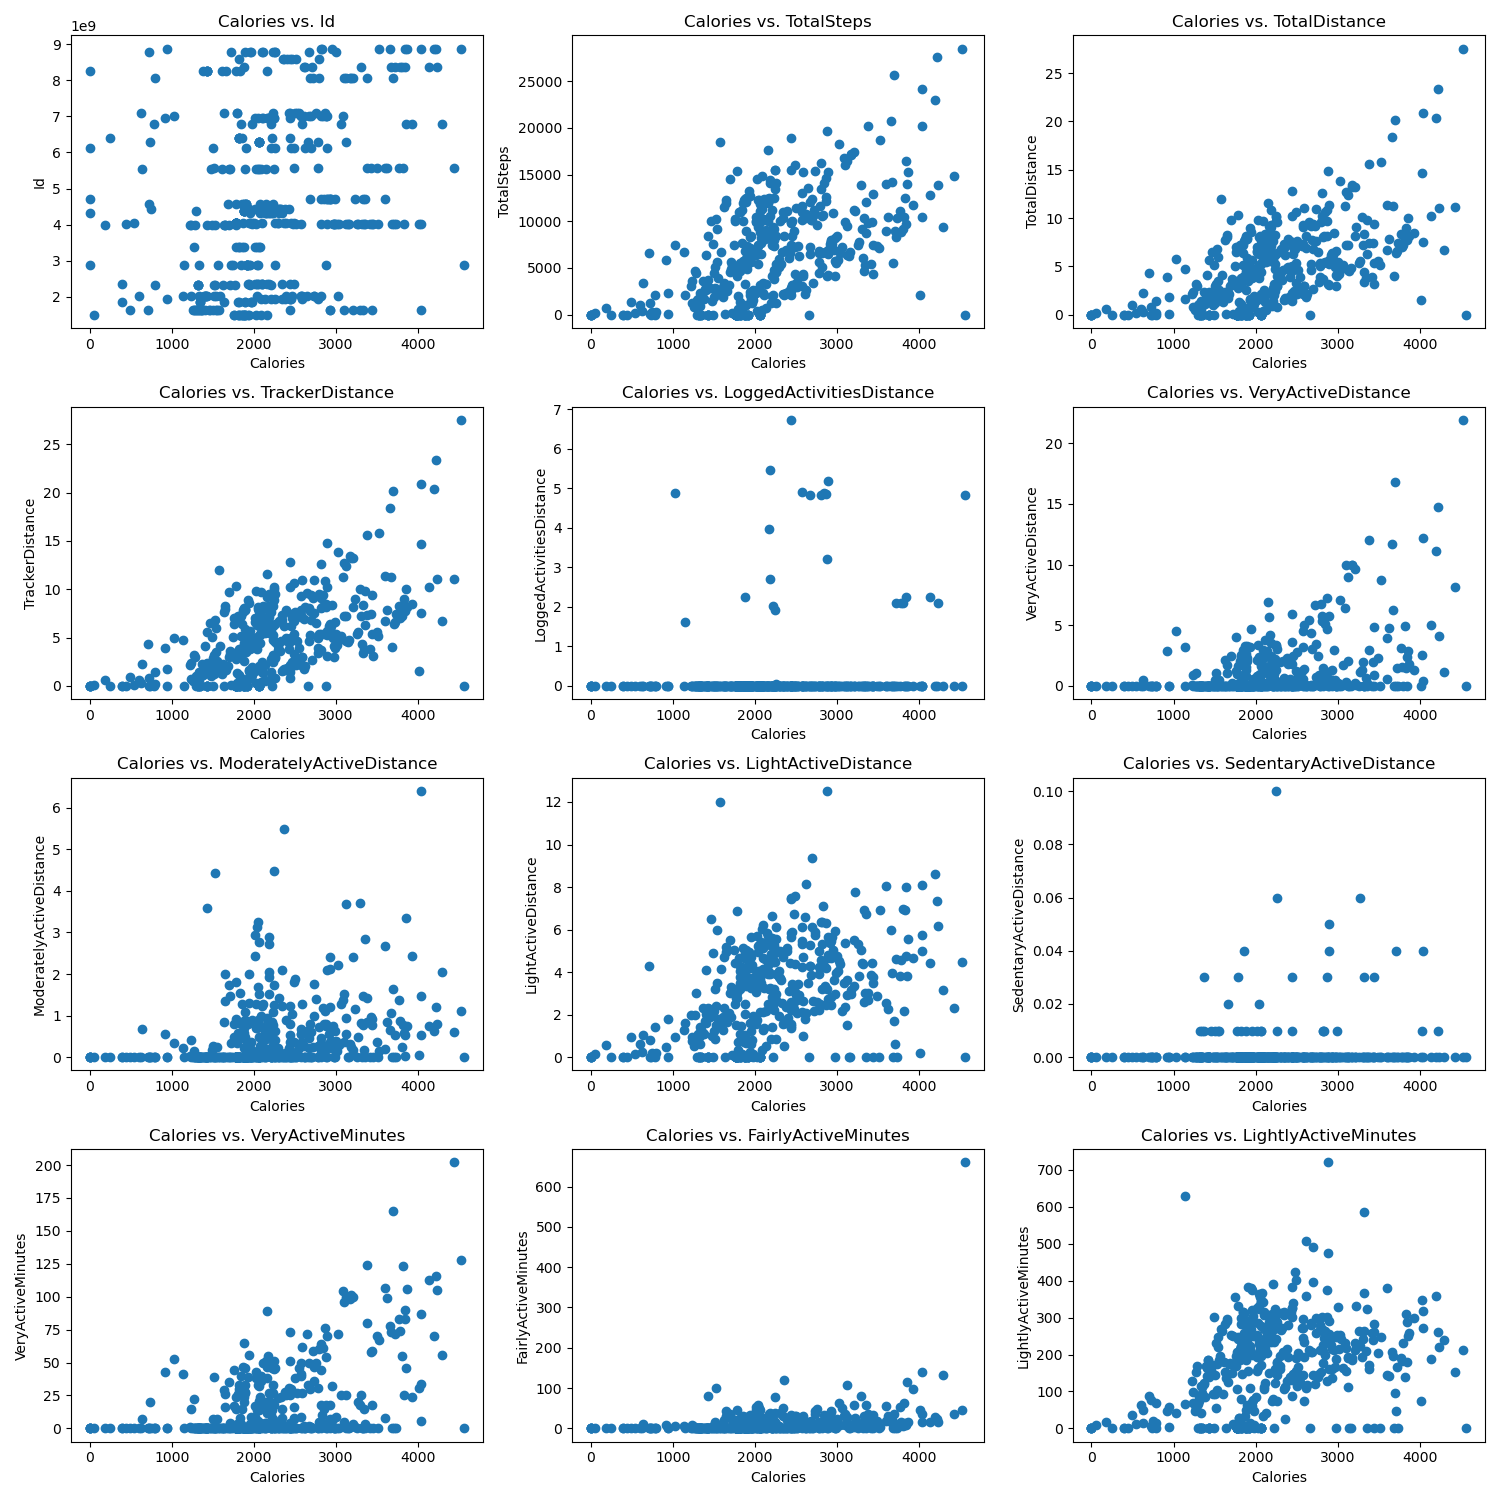 Calories vs. Id
Calories vs. TotalSteps
Calories vs. TotalDistance
1e9
9
8
7
6
5
4
3
2
Id
0 1000 2000 3000 4000
Calories
25000
20000
15000
10000
5000
0
TotalSteps
0 1000 2000 3000 4000
Calories
25
20
15
10
5
0
TotalDistance
0 1000 2000 3000 4000
Calories
Calories vs. TrackerDistance
Calories vs. LoggedActivitiesDistance
Calories vs. VeryActiveDistance
25
20
15
10
5
0
TrackerDistance
0 1000 2000 3000 4000
Calories
7
6
5
4
3
2
1
0
LoggedActivitiesDistance
0 1000 2000 3000 4000
Calories
20
15
10
5
0
VeryActiveDistance
0 1000 2000 3000 4000
Calories
Calories vs. ModeratelyActiveDistance
Calories vs. LightActiveDistance
Calories vs. SedentaryActiveDistance
6
5
4
3
2
1
0
ModeratelyActiveDistance
0 1000 2000 3000 4000
Calories
12
10
8
6
4
2
0
LightActiveDistance
0 1000 2000 3000 4000
Calories
0.10
0.08
0.06
0.04
0.02
0.00
SedentaryActiveDistance
0 1000 2000 3000 4000
Calories
Calories vs. VeryActiveMinutes
Calories vs. FairlyActiveMinutes
Calories vs. LightlyActiveMinutes
200
175
150
125
100
75
50
25
0
VeryActiveMinutes
0 1000 2000 3000 4000
Calories
600
500
400
300
200
100
0
FairlyActiveMinutes
0 1000 2000 3000 4000
Calories
700
600
500
400
300
200
100
0
LightlyActiveMinutes
0 1000 2000 3000 4000
Calories